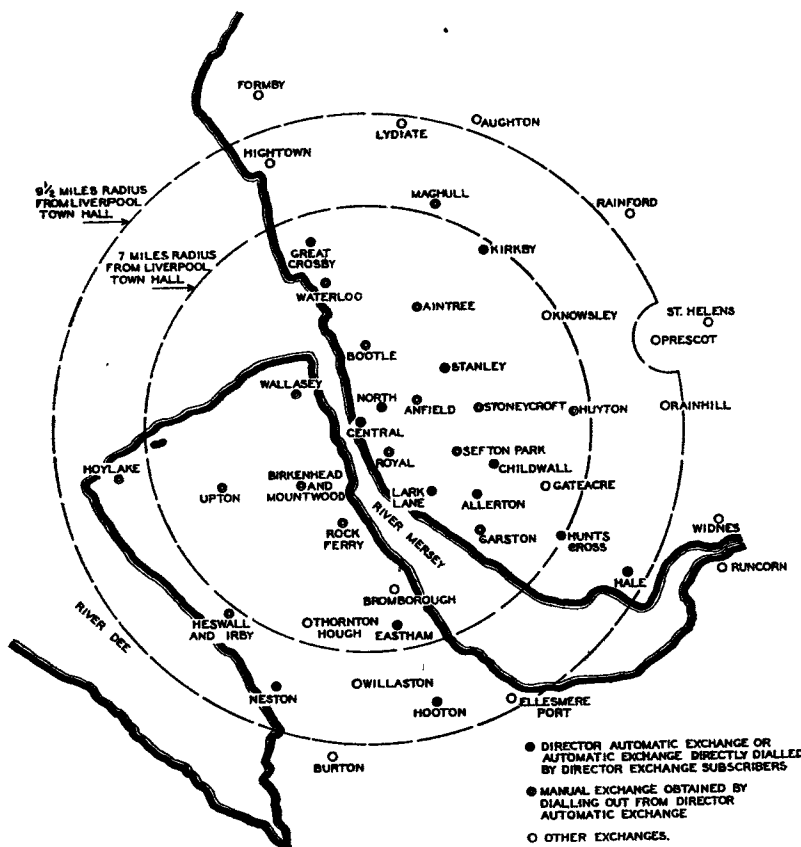 FORMBY
LYDIATE
AUGHTON
HIGHTOWN
9½ MILES RADIUS
FROM LIVERPOOL
TOWN HALL
MAGHULL
RAINFORD
7 MILES RADIUS
FROM LIVERPOOL
TOWN HALL
GREAT
CROSBY
KIRKBY
WATERLOO
AINTREE
KNOWSLEY
ST. HELENS
PRESCOT
BOOTLE
STANLEY
WALLASEY
NORTH
ANFIELD
STONEYCROFT
HUYTON
RAINHILL
CENTRAL
ROYAL
SEFTON PARK
CHILDWALL
HOYLAKE
UPTON
BIRKENHEAD
AND
MOUNTWOOD
LARK
LANE
ALLERTON
GATEACRE
RIVER MERSEY
ROCK
FERRY
GARSTON
HUNTS
CROSS
WIDNES
RUNCORN
HALE
BROMBOROUGH
RIVER DEE
HESWALL
AND IRBY
THORNTON
HOUGH
EASTHAM
NESTON
WILLASTON
HOOTON
ELLESMERE
PORT
BURTON
DIRECTOR AUTOMATIC EXCHANGE OR
AUTOMATIC EXCHANGE DIRECTLY DIALLED
BY DIRECTOR EXCHANGE SUBSCRIBERS
MANUAL EXCHANGE OBTAINED BY
DIALLING OUT FROM DIRECTOR
AUTOMATIC EXCHANGE
OTHER EXCHANGES.